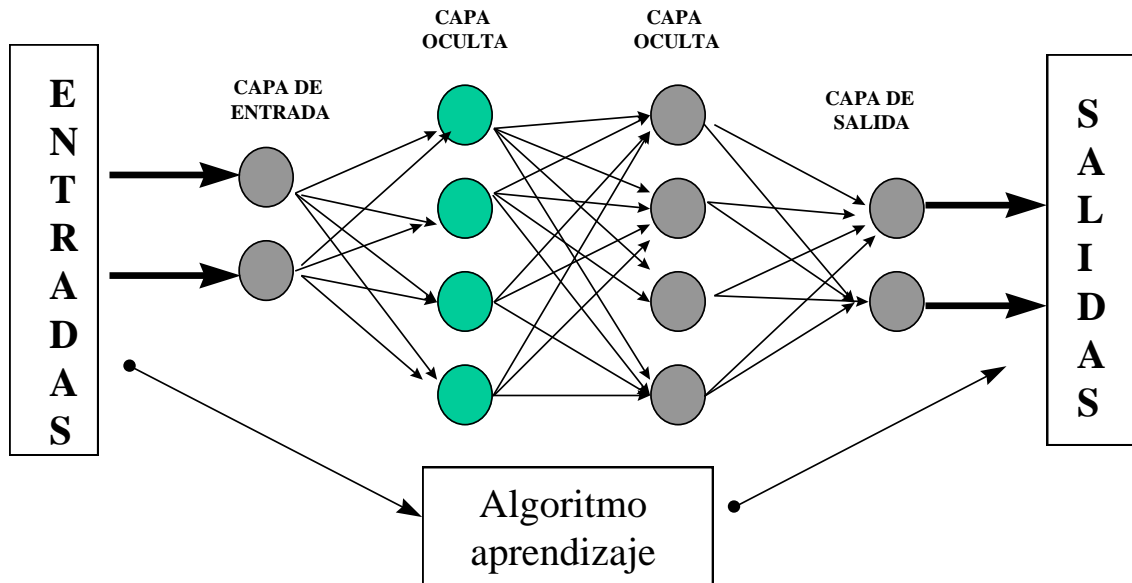 CAPA
OCULTA
CAPA
OCULTA
CAPA DE
ENTRADA
CAPA DE
SALIDA
E
N
T
R
A
D
A
S
S
A
L
I
D
A
S
Algoritmo
aprendizaje